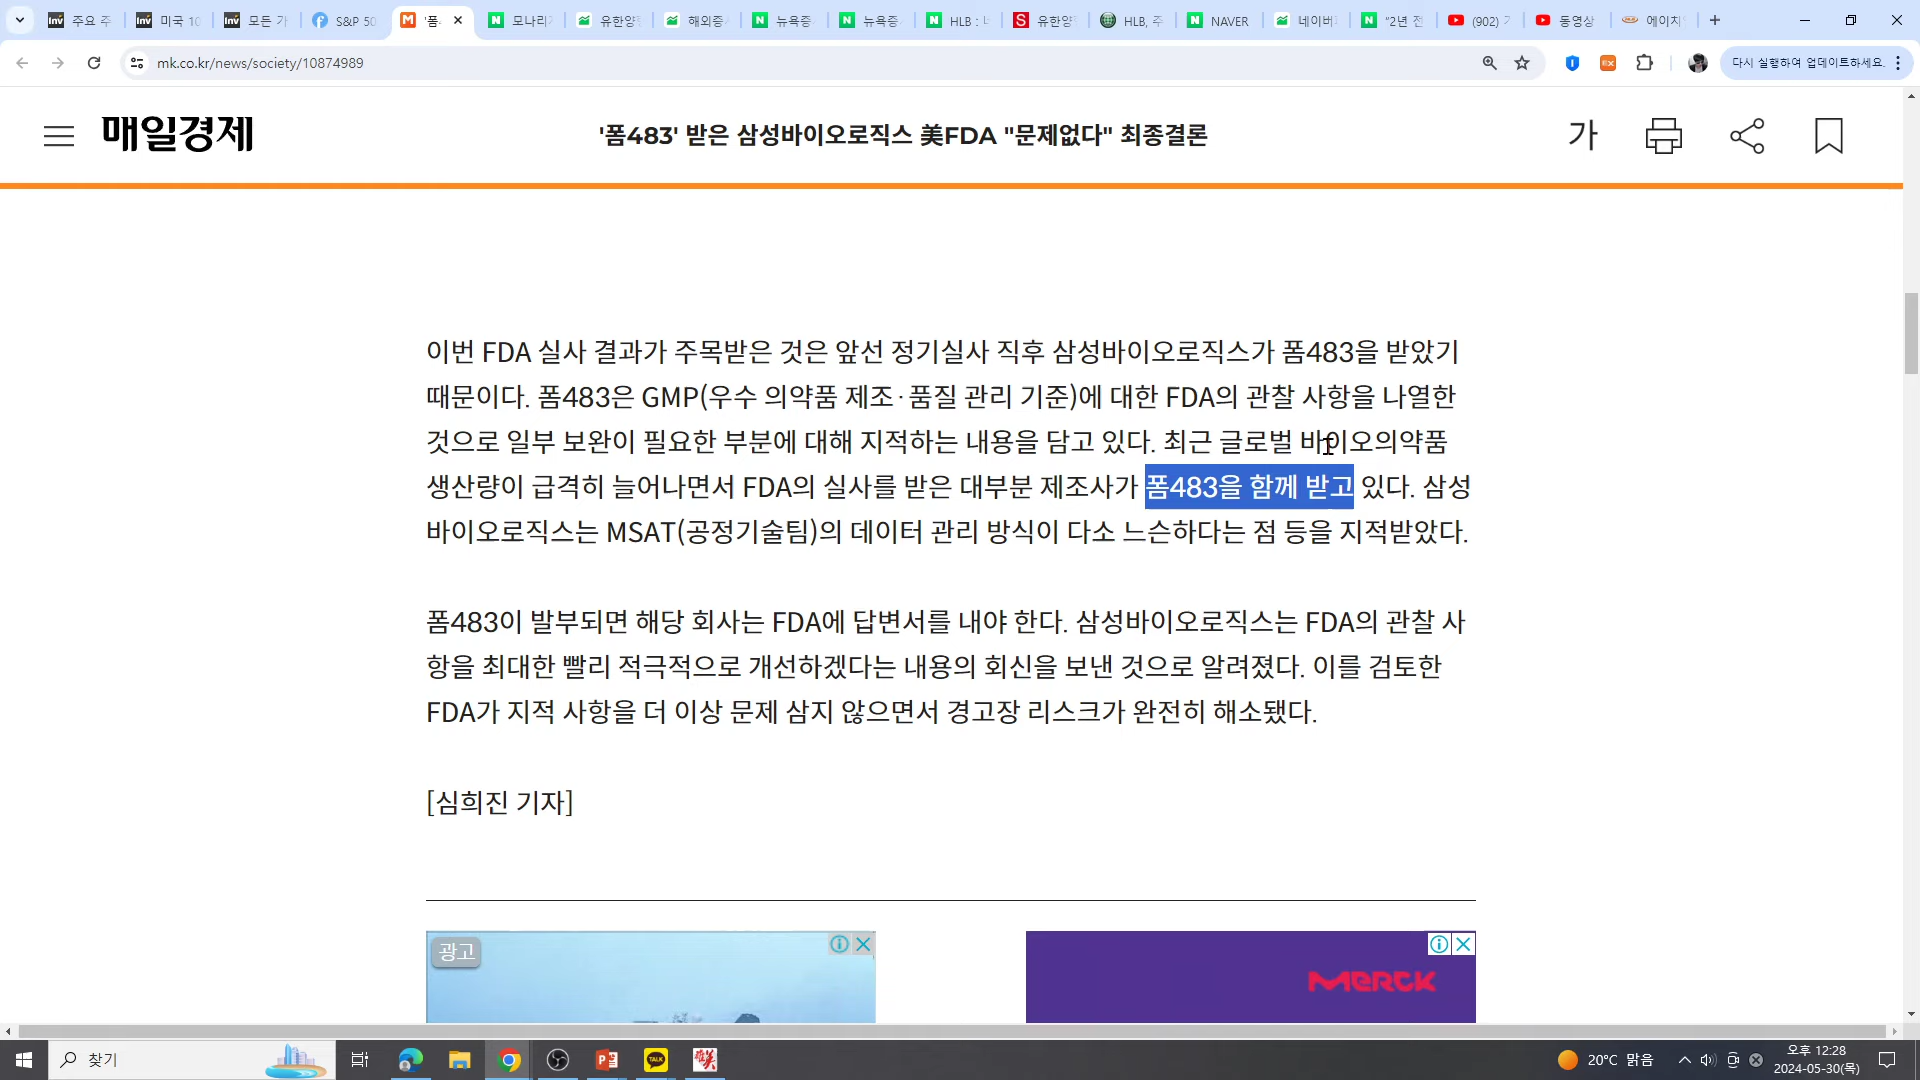 주요 주
미국 10
모든 가
S&P 50
'폼
모나리
유한양
해외증
뉴욕증
뉴욕증
HLB : 네
유한양
HLB, 주
NAVER
네이버
"2년 전
(902)
동영상
에이치
mk.co.kr/news/society/10874989
다시 실행하여 업데이트하세요.
매일경제
'폼483' 받은 삼성바이오로직스 美FDA "문제없다" 최종결론
가
이번 FDA 실사 결과가 주목받은 것은 앞선 정기실사 직후 삼성바이오로직스가 폼483을 받았기
때문이다. 폼483은 GMP(우수 의약품 제조·품질 관리 기준)에 대한 FDA의 관찰 사항을 나열한
것으로 일부 보완이 필요한 부분에 대해 지적하는 내용을 담고 있다. 최근 글로벌 바이오의약품
생산량이 급격히 늘어나면서 FDA의 실사를 받은 대부분 제조사가 폼483을 함께 받고 있다. 삼성
바이오로직스는 MSAT(공정기술팀)의 데이터 관리 방식이 다소 느슨하다는 점 등을 지적받았다.
폼483이 발부되면 해당 회사는 FDA에 답변서를 내야 한다. 삼성바이오로직스는 FDA의 관찰 사
항을 최대한 빨리 적극적으로 개선하겠다는 내용의 회신을 보낸 것으로 알려졌다. 이를 검토한
FDA가 지적 사항을 더 이상 문제 삼지 않으면서 경고장 리스크가 완전히 해소됐다.
[심희진 기자]
광고
MERCK
찾기
20°C 맑음
오후 12:28
2024-05-30(목)